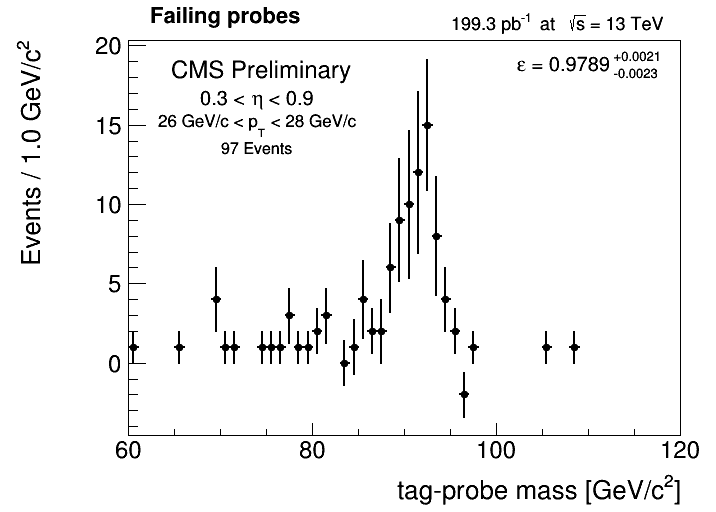 Failing probes
199.3 pb⁻¹ at √s = 13 TeV
CMS Preliminary
0.3 < η < 0.9
26 GeV/c < p_T < 28 GeV/c
97 Events
ε = 0.9789 +0.0021 -0.0023
Events / 1.0 GeV/c²
20
15
10
5
0
60 80 100 120
tag-probe mass [GeV/c²]